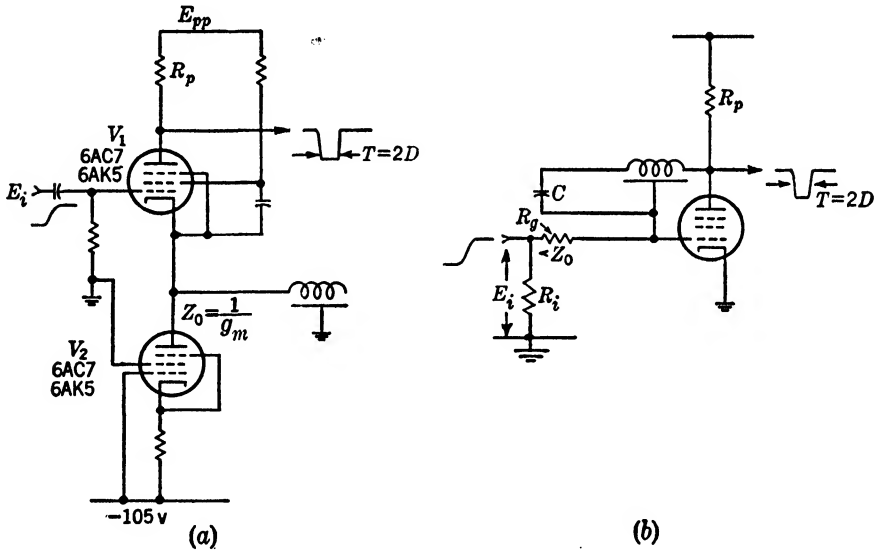 E_pp
R_p
V_1
6AC7
6AK5
T=2D
E_i
Z_0=1/g_m
V_2
6AC7
6AK5
−105 v
(a)
R_p
C
T=2D
R_g
Z_0
E_i
R_i
(b)